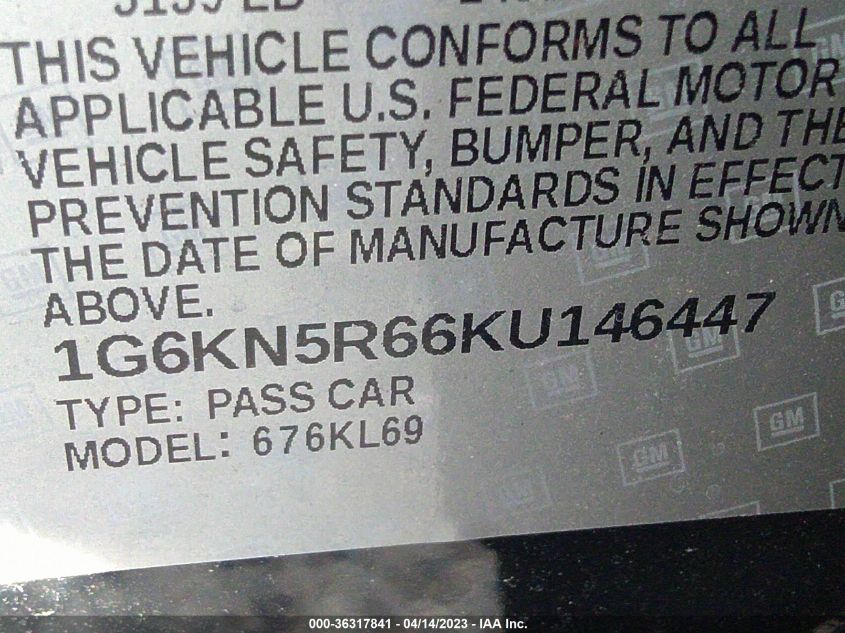 THIS VEHICLE CONFORMS TO ALL
APPLICABLE U.S. FEDERAL MOTOR
VEHICLE SAFETY, BUMPER, AND THE
PREVENTION STANDARDS IN EFFECT
THE DATE OF MANUFACTURE SHOWN
ABOVE.
1G6KN5R66KU146447
TYPE: PASS CAR
MODEL: 676KL69
GM
GM
GM
GM
GM
GM
000-36317841 - 04/14/2023 - IAA Inc.